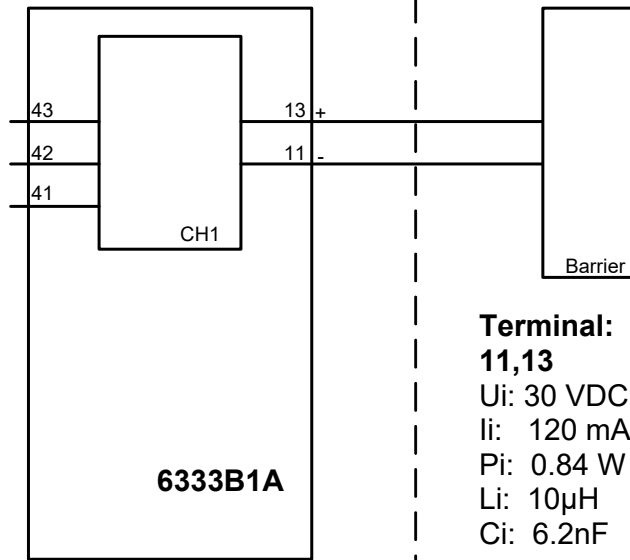 43
13 +
42
11 -
41
CH1
Barrier
Terminal:
11,13
Ui: 30 VDC
Ii: 120 mA
Pi: 0.84 W
Li: 10µH
Ci: 6.2nF
6333B1A